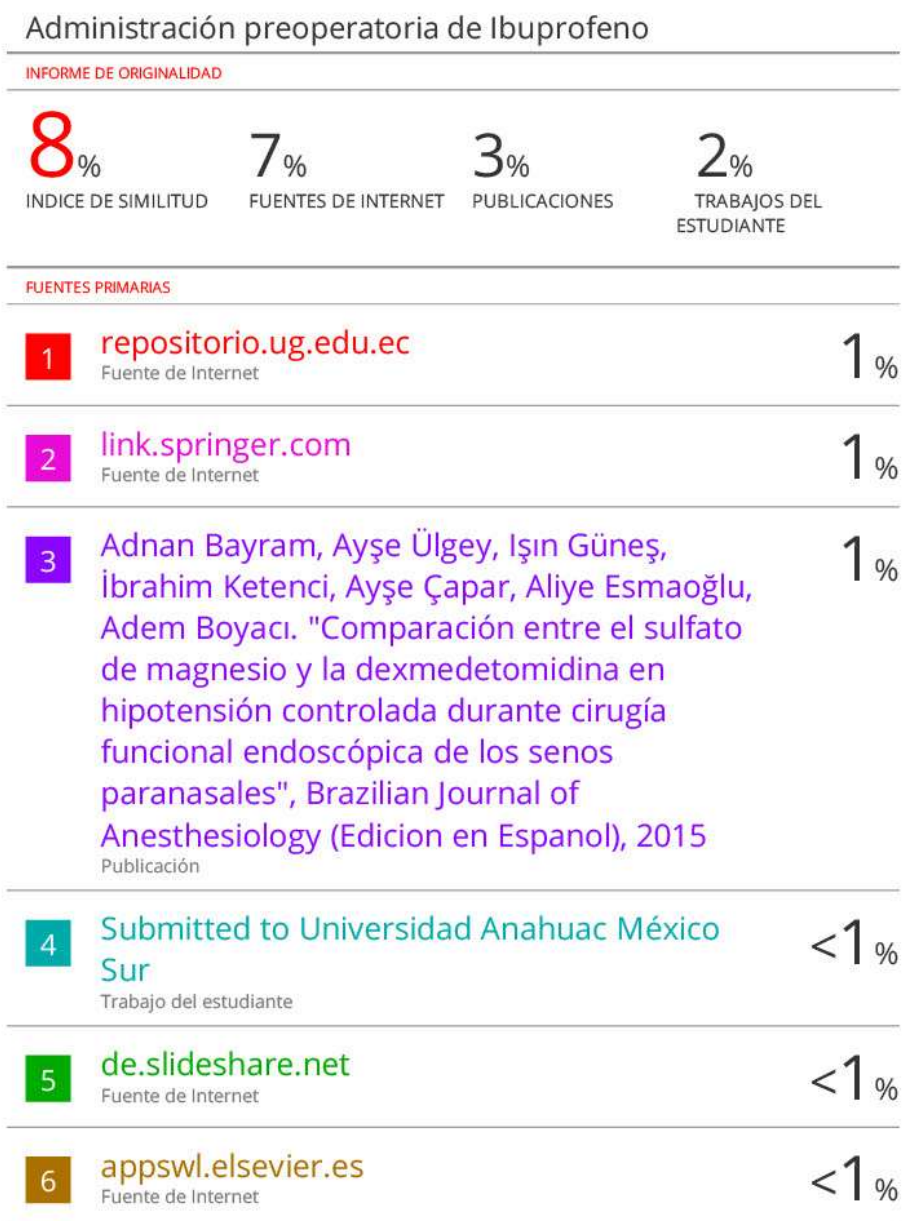 Administración preoperatoria de Ibuprofeno
INFORME DE ORIGINALIDAD
8%
7%
3%
2%
INDICE DE SIMILITUD
FUENTES DE INTERNET
PUBLICACIONES
TRABAJOS DEL
ESTUDIANTE
FUENTES PRIMARIAS
1
repositorio.ug.edu.ec
Fuente de Internet
1%
2
link.springer.com
Fuente de Internet
1%
3
Adnan Bayram, Ayşe Ülgey, Işın Güneş,
İbrahim Ketenci, Ayşe Çapar, Aliye Esmaoğlu,
Adem Boyacı. "Comparación entre el sulfato
de magnesio y la dexmedetomidina en
hipotensión controlada durante cirugía
funcional endoscópica de los senos
paranasales", Brazilian Journal of
Anesthesiology (Edicion en Espanol), 2015
Publicación
1%
4
Submitted to Universidad Anahuac México
Sur
Trabajo del estudiante
<1%
5
de.slideshare.net
Fuente de Internet
<1%
6
appswl.elsevier.es
Fuente de Internet
<1%